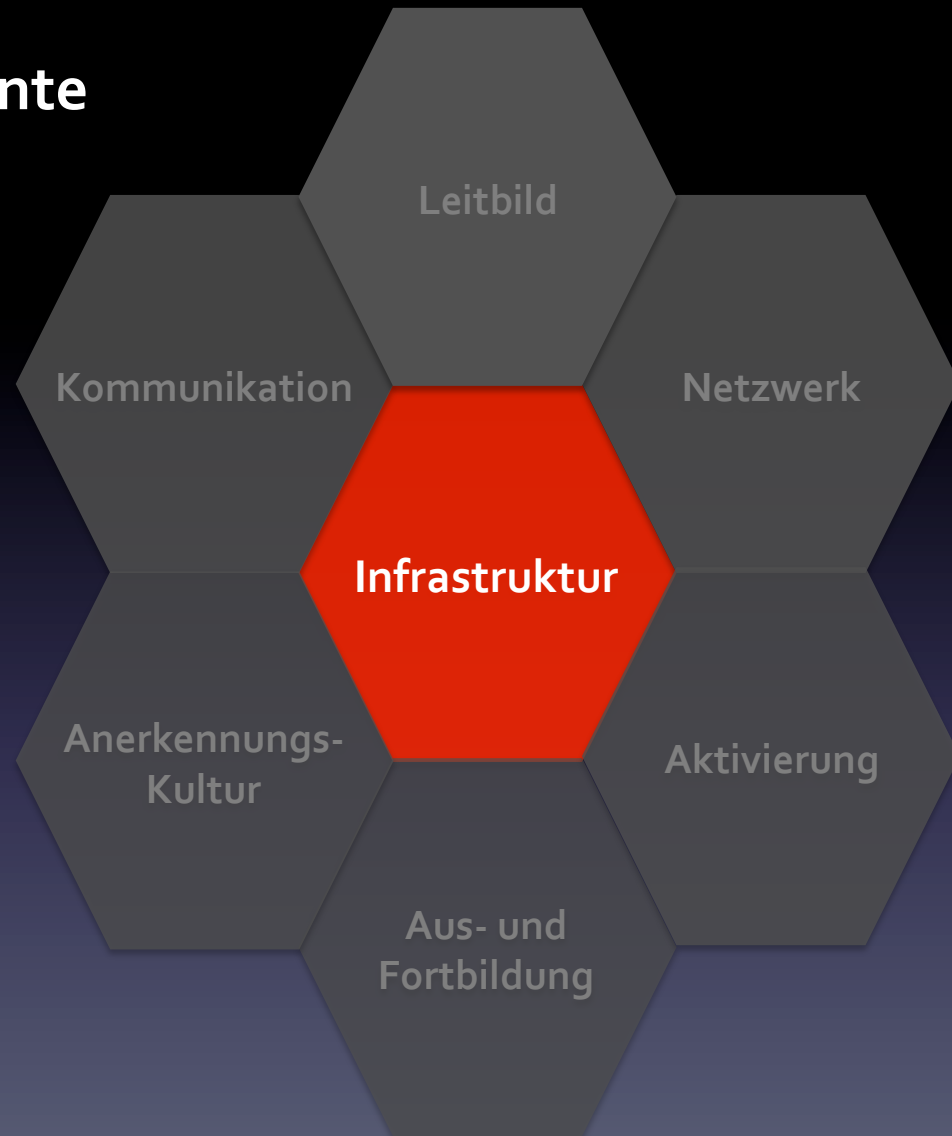 nte
Leitbild
Kommunikation
Netzwerk
Infrastruktur
Anerkennungs-
Kultur
Aktivierung
Aus- und
Fortbildung